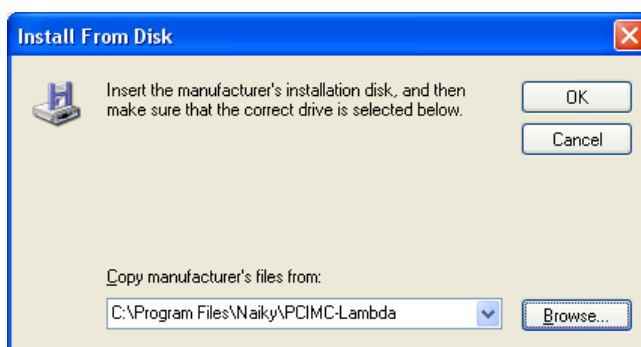 Install From Disk
Insert the manufacturer's installation disk, and then
make sure that the correct drive is selected below.
OK
Cancel
Copy manufacturer's files from:
C:\Program Files\Naiky\PCIMC-Lambda
Browse...